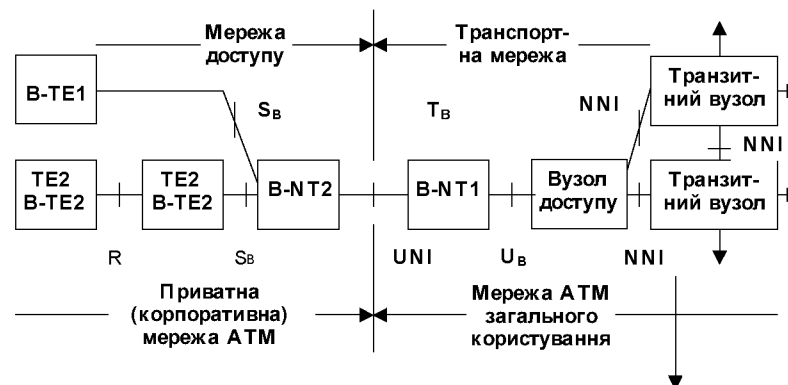 Мережа
доступу
Транспорт-
на мережа
B-TE1
SB
TB
NNI
Транзит-
ний вузол
NNI
TE2
B-TE2
TE2
B-TE2
B-NT2
B-NT1
Вузол
доступу
Транзит-
ний вузол
R
SB
UNI
UB
NNI
Приватна
(корпоративна)
мережа АТМ
Мережа АТМ
загального
користування